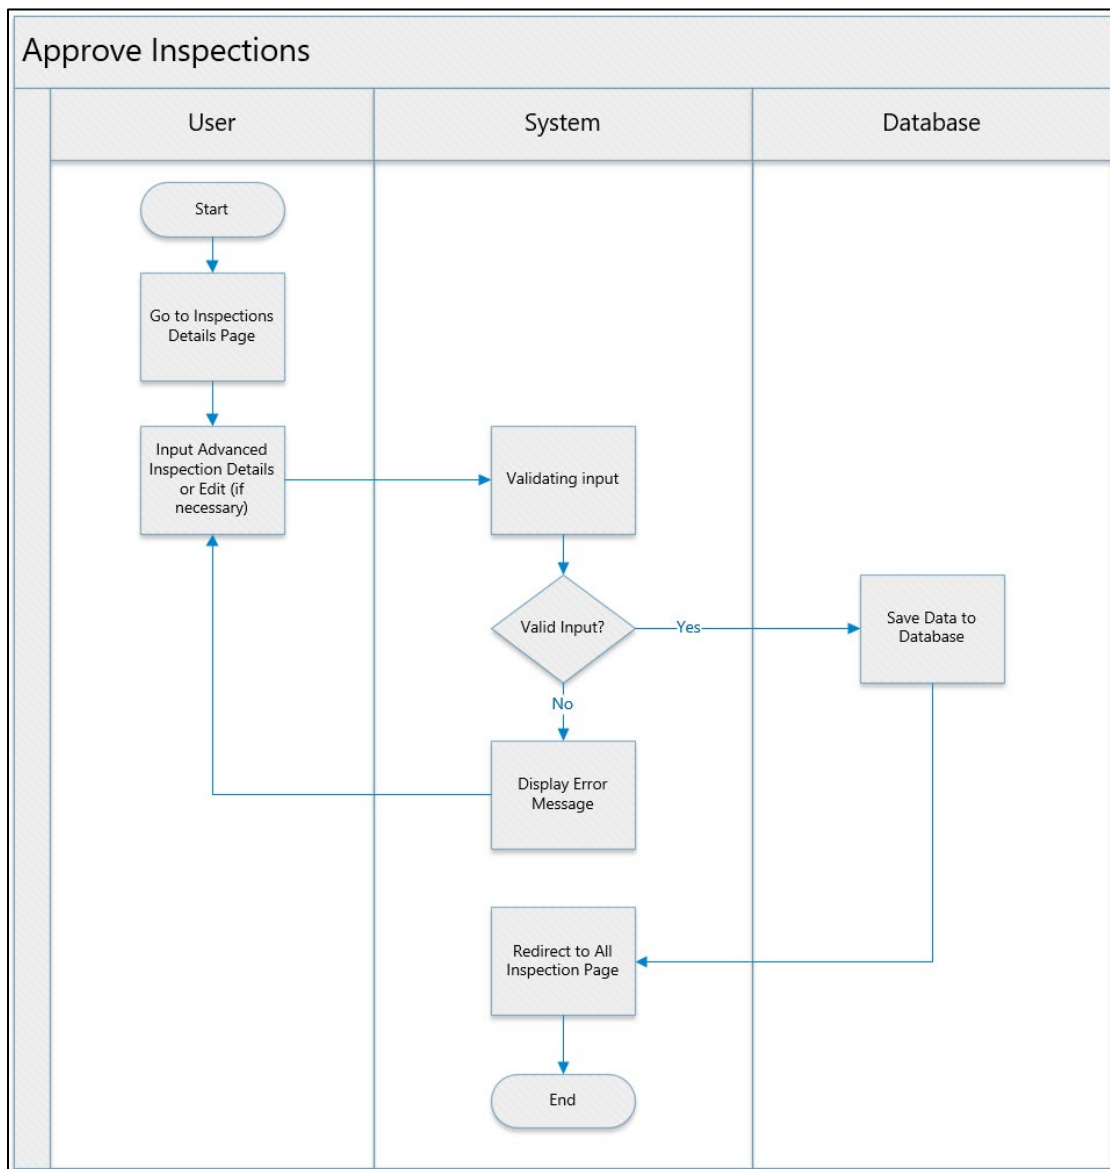 Approve Inspections
User
System
Database
Start
Go to Inspections
Details Page
Input Advanced
Inspection Details
or Edit (if
necessary)
Validating input
Valid Input?
Yes
Save Data to
Database
No
Display Error
Message
Redirect to All
Inspection Page
End